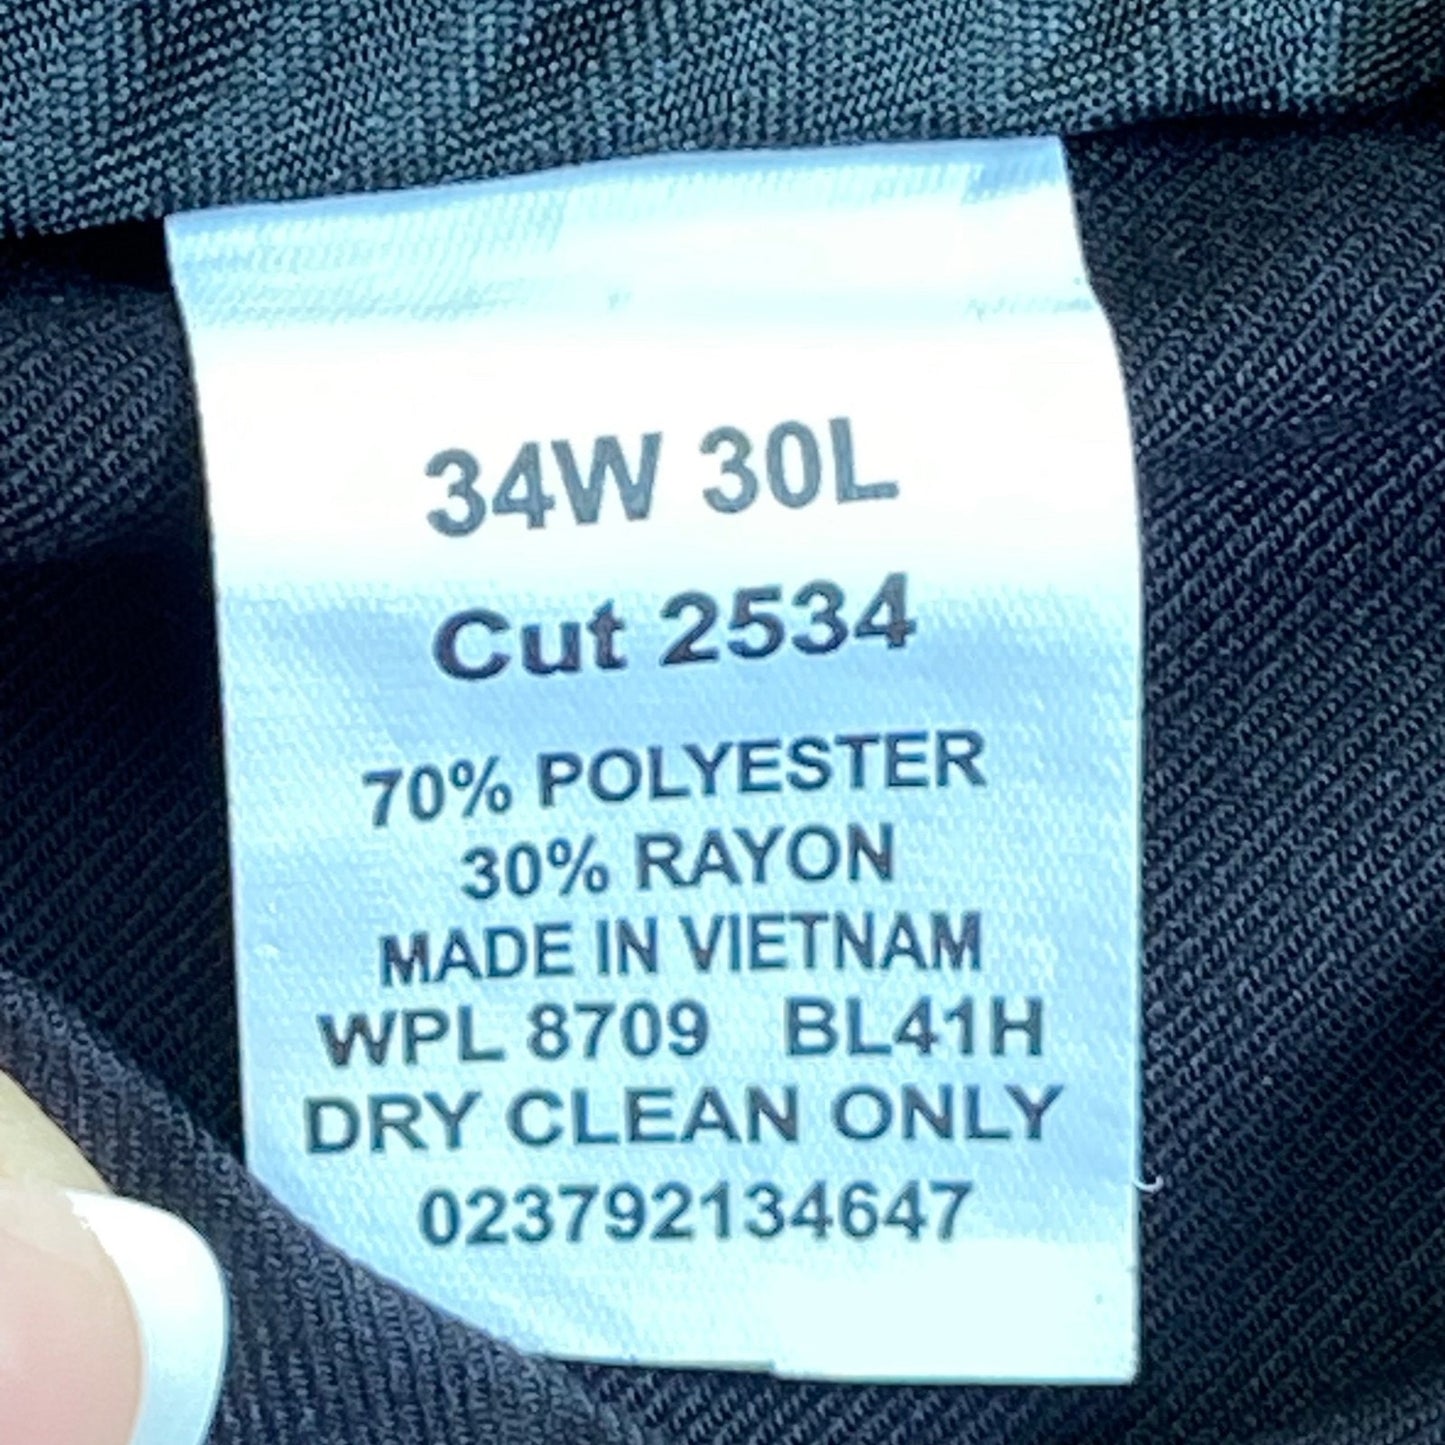 34W 30L
Cut 2534
70% POLYESTER
30% RAYON
MADE IN VIETNAM
WPL 8709 BL41H
DRY CLEAN ONLY
023792134647